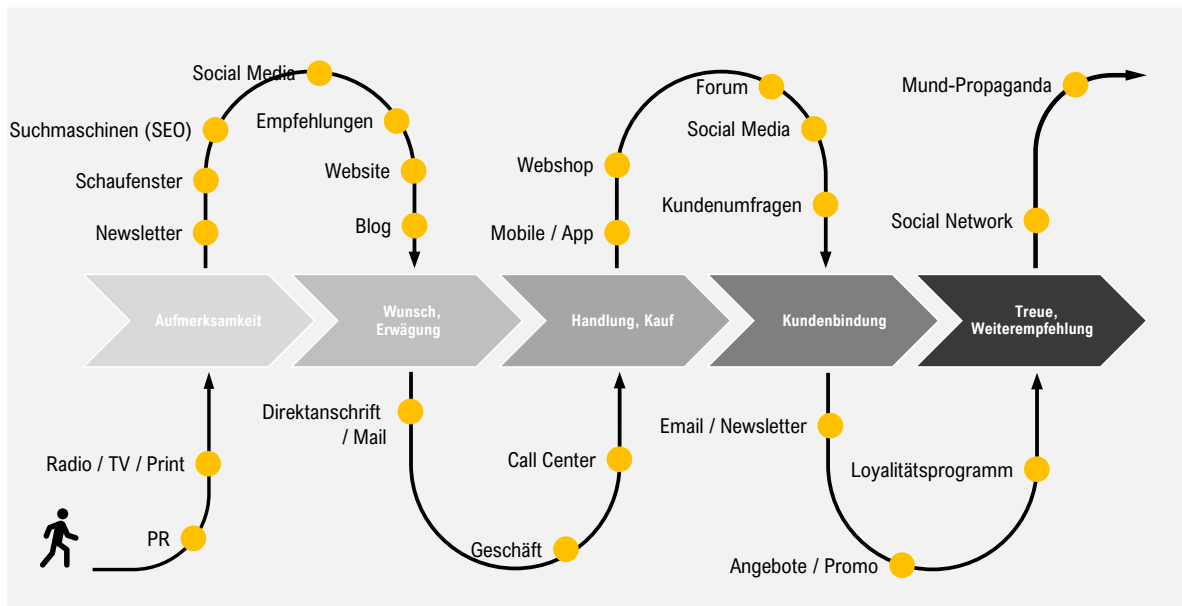 Social Media
Suchmaschinen (SEO)
Empfehlungen
Schaufenster
Website
Newsletter
Blog
Forum
Social Media
Webshop
Kundenumfragen
Mobile / App
Mund-Propaganda
Social Network
Aufmerksamkeit
Wunsch,
Erwägung
Handlung, Kauf
Kundenbindung
Treue,
Weiterempfehlung
Radio / TV / Print
PR
Direktanschrift
/ Mail
Call Center
Geschäft
Email / Newsletter
Loyalitätsprogramm
Angebote / Promo